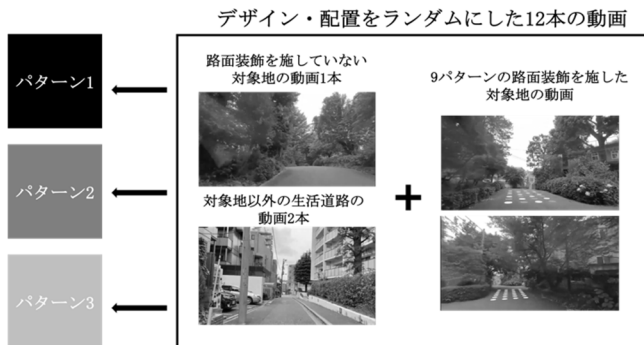 デザイン・配置をランダムにした12本の動画
パターン1
パターン2
パターン3
路面装飾を施していない
対象地の動画1本
対象地以外の生活道路の
動画2本
+
9パターンの路面装飾を施した
対象地の動画